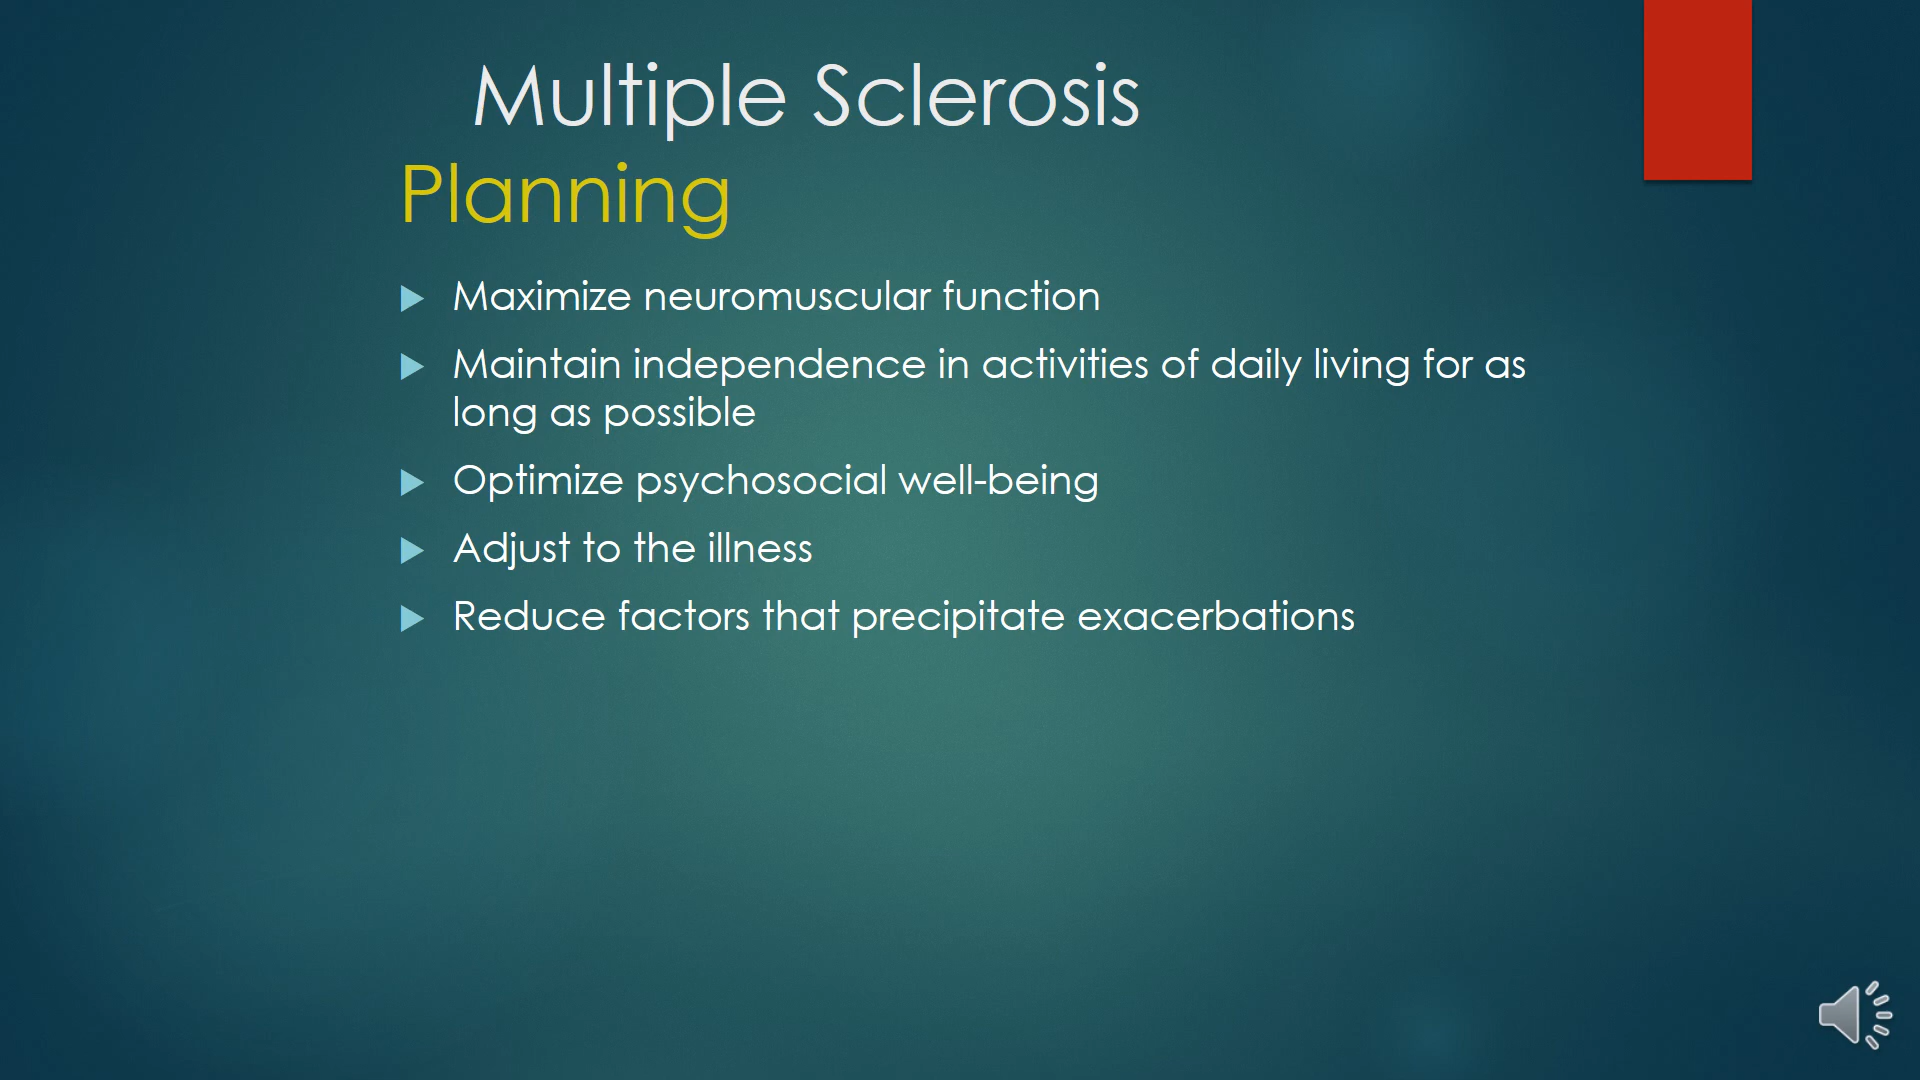 Multiple Sclerosis
Planning
Maximize neuromuscular function
Maintain independence in activities of daily living for as
long as possible
Optimize psychosocial well-being
Adjust to the illness
Reduce factors that precipitate exacerbations